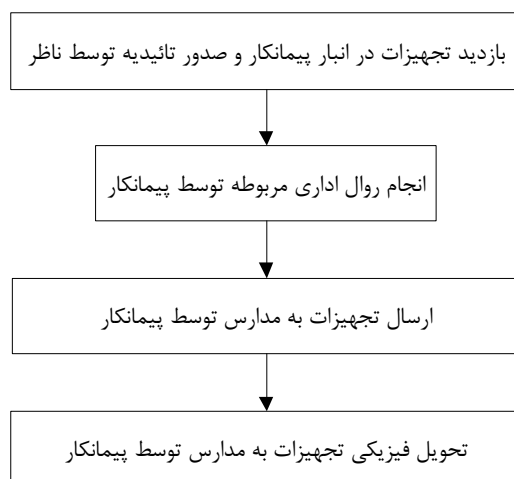 بازدید تجهیزات در انبار پیمانکار و صدور تائیدیه توسط ناظر
انجام روال اداری مربوطه توسط پیمانکار
ارسال تجهیزات به مدارس توسط پیمانکار
تحویل فیزیکی تجهیزات به مدارس توسط پیمانکار